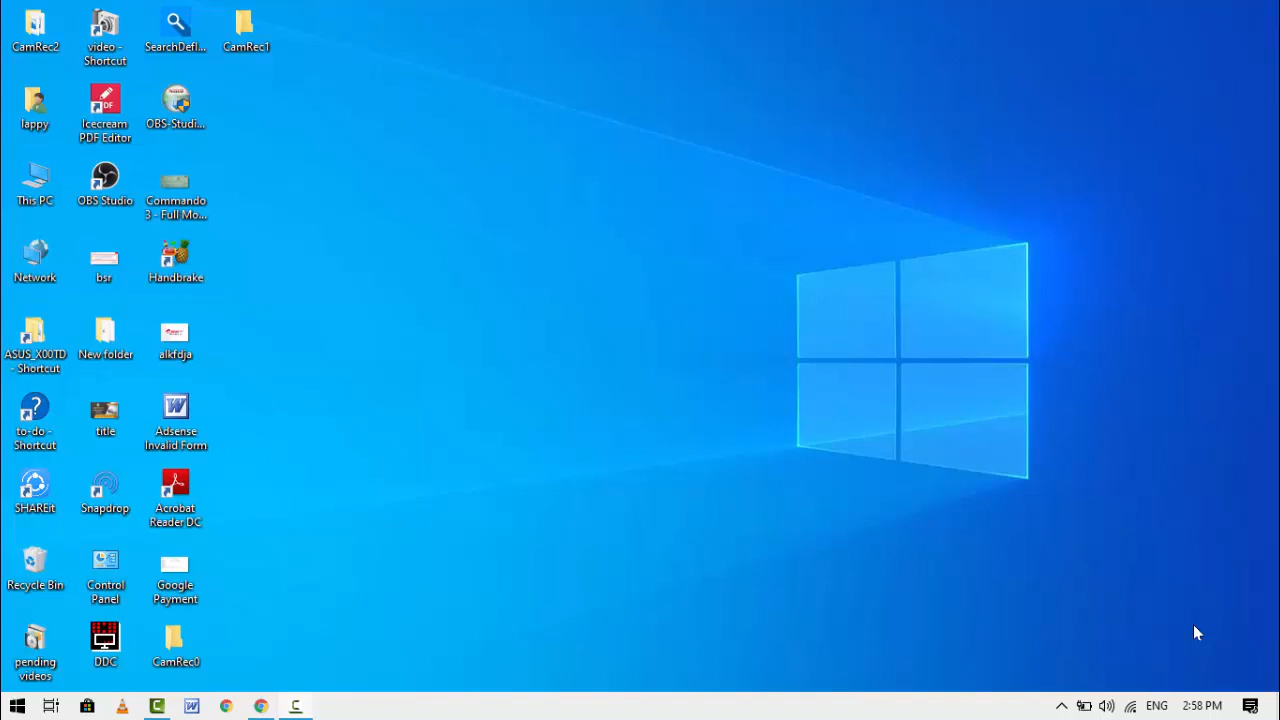 CamRec2
video -
Shortcut
SearchDefl...
CamRec1
lappy
Icecream
PDF Editor
OBS-Studi...
This PC
OBS Studio
Commando
3 - Full Mo...
Network
bsr
Handbrake
ASUS_X00TD
- Shortcut
New folder
alkfdja
to-do -
Shortcut
title
Adsense
Invalid Form
SHAREit
Snapdrop
Acrobat
Reader DC
Recycle Bin
Control
Panel
Google
Payment
pending
videos
DDC
CamRec0
ENG
2:58 PM